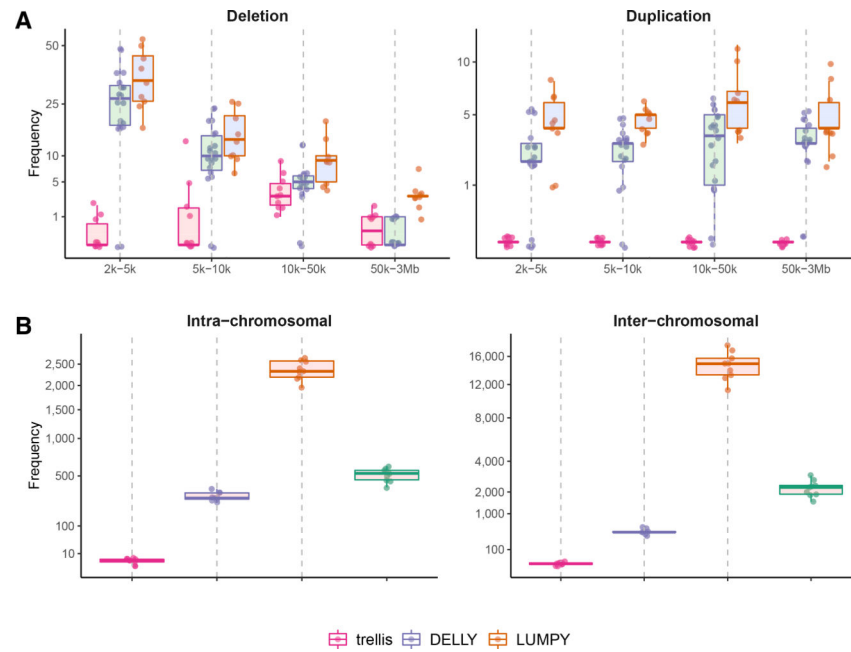 A
Deletion
Duplication
Frequency
50
25
10
5
1
2k−5k
5k−10k
10k−50k
50k−3Mb
10
5
1
2k−5k
5k−10k
10k−50k
50k−3Mb
B
Intra−chromosomal
Inter−chromosomal
Frequency
2,500
2,000
1,500
1,000
500
100
10
16,000
12,000
8,000
4,000
2,000
1,000
100
trellis DELLY LUMPY